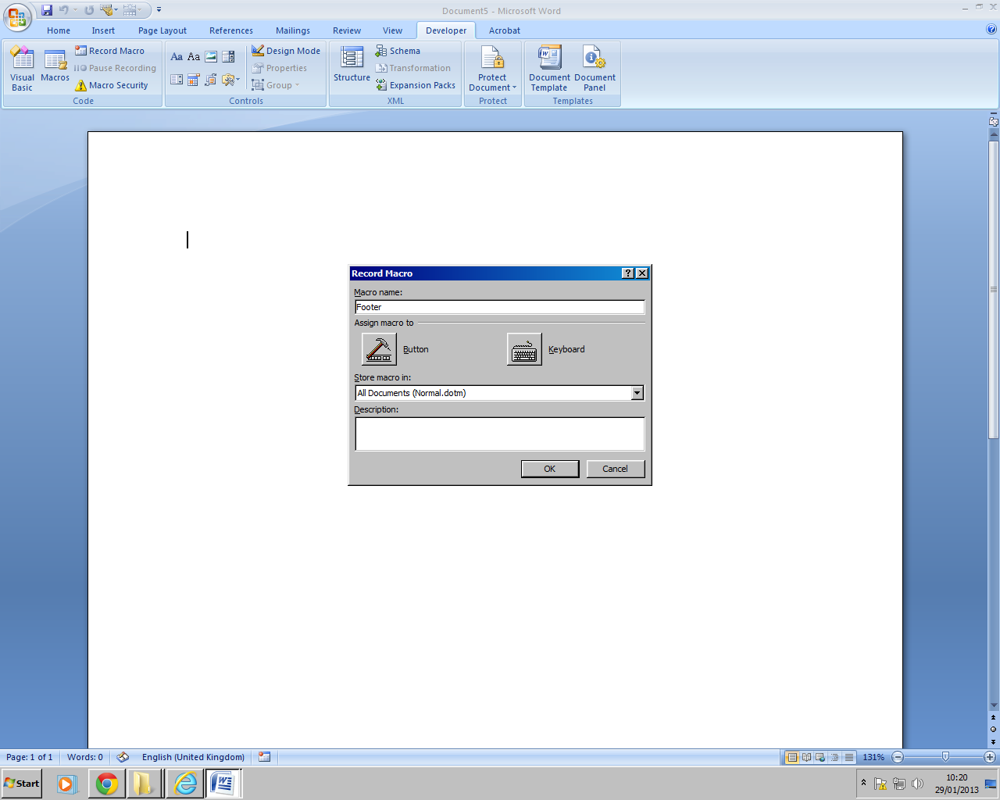 Document5 - Microsoft Word
Home Insert Page Layout References Mailings Review View Developer Acrobat
Visual Basic
Macros
Record Macro
Pause Recording
Macro Security
Code
Aa Aa
Design Mode
Properties
Group
Controls
Structure
Schema
Transformation
Expansion Packs
XML
Protect Document
Protect
Document Template
Document Panel
Templates
Record Macro
Macro name:
Footer
Assign macro to
Button Keyboard
Store macro in:
All Documents (Normal.dotm)
Description:
OK Cancel
Page: 1 of 1 Words: 0 English (United Kingdom) 131%
Start
10:20
29/01/2013